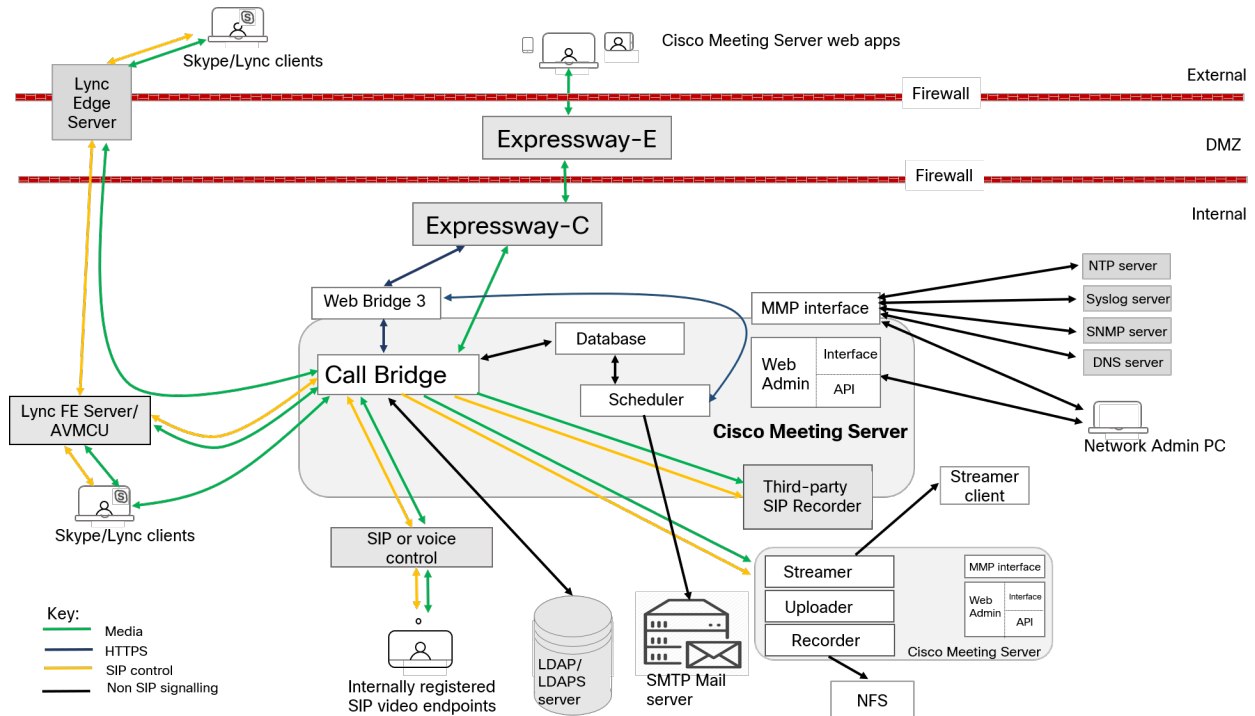 Skype/Lync clients
Cisco Meeting Server web apps
External
Lync
Edge
Server
Firewall
Expressway-E
DMZ
Firewall
Internal
Expressway-C
NTP server
Web Bridge 3
MMP interface
Syslog server
SNMP server
DNS server
Database
Web
Admin
Interface
API
Call Bridge
Scheduler
Lync FE Server/
AVMCU
Cisco Meeting Server
Network Admin PC
Third-party
SIP Recorder
Streamer
client
Skype/Lync clients
SIP or voice
control
Streamer
Uploader
Recorder
MMP interface
Web
Admin
Interface
API
Cisco Meeting Server
Key:
Media
HTTPS
SIP control
Non SIP signalling
Internally registered
SIP video endpoints
LDAP/
LDAPS
server
SMTP Mail
server
NFS
S
S